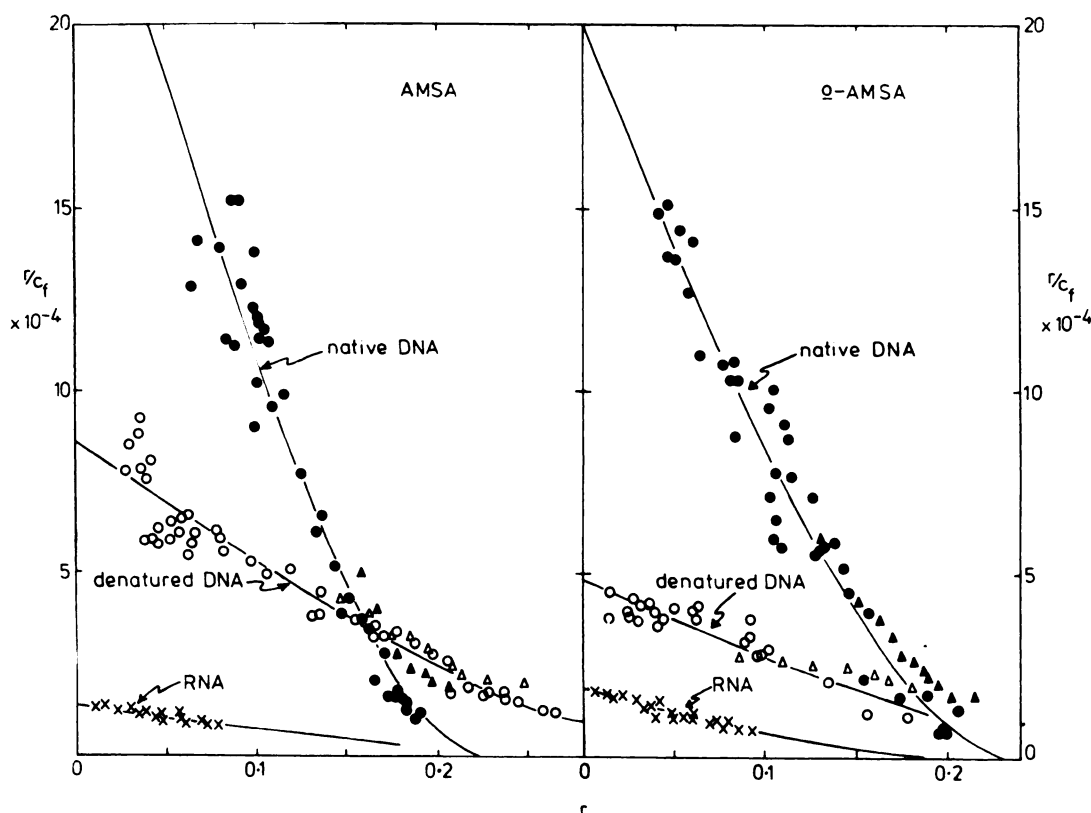 20
AMSA
o-AMSA
20
15
15
r/cf
× 10⁻⁴
r/cf
× 10⁻⁴
native DNA
native DNA
10
10
denatured DNA
denatured DNA
5
5
RNA
RNA
0
0
0·1
0·2
0
0·1
0·2
r